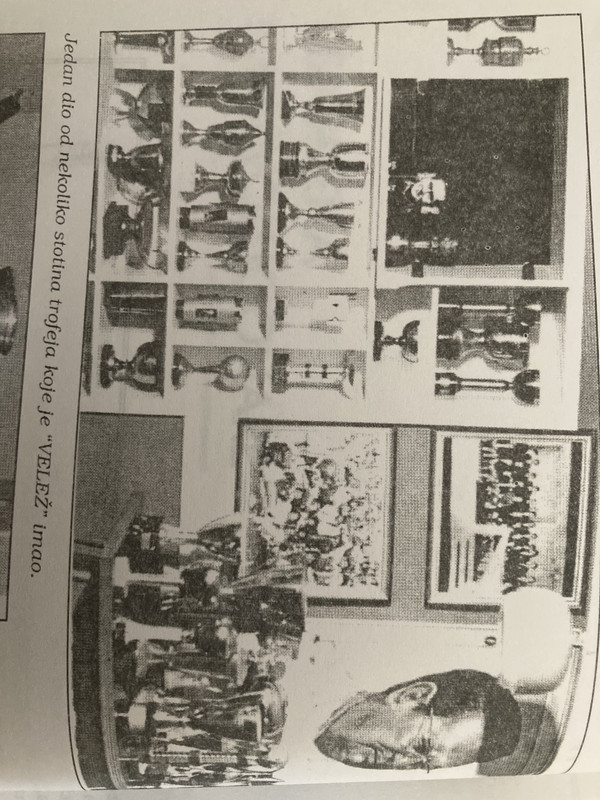 Jedan dio od nekoliko stotina trofeja koje je “VELEŽ” imao.